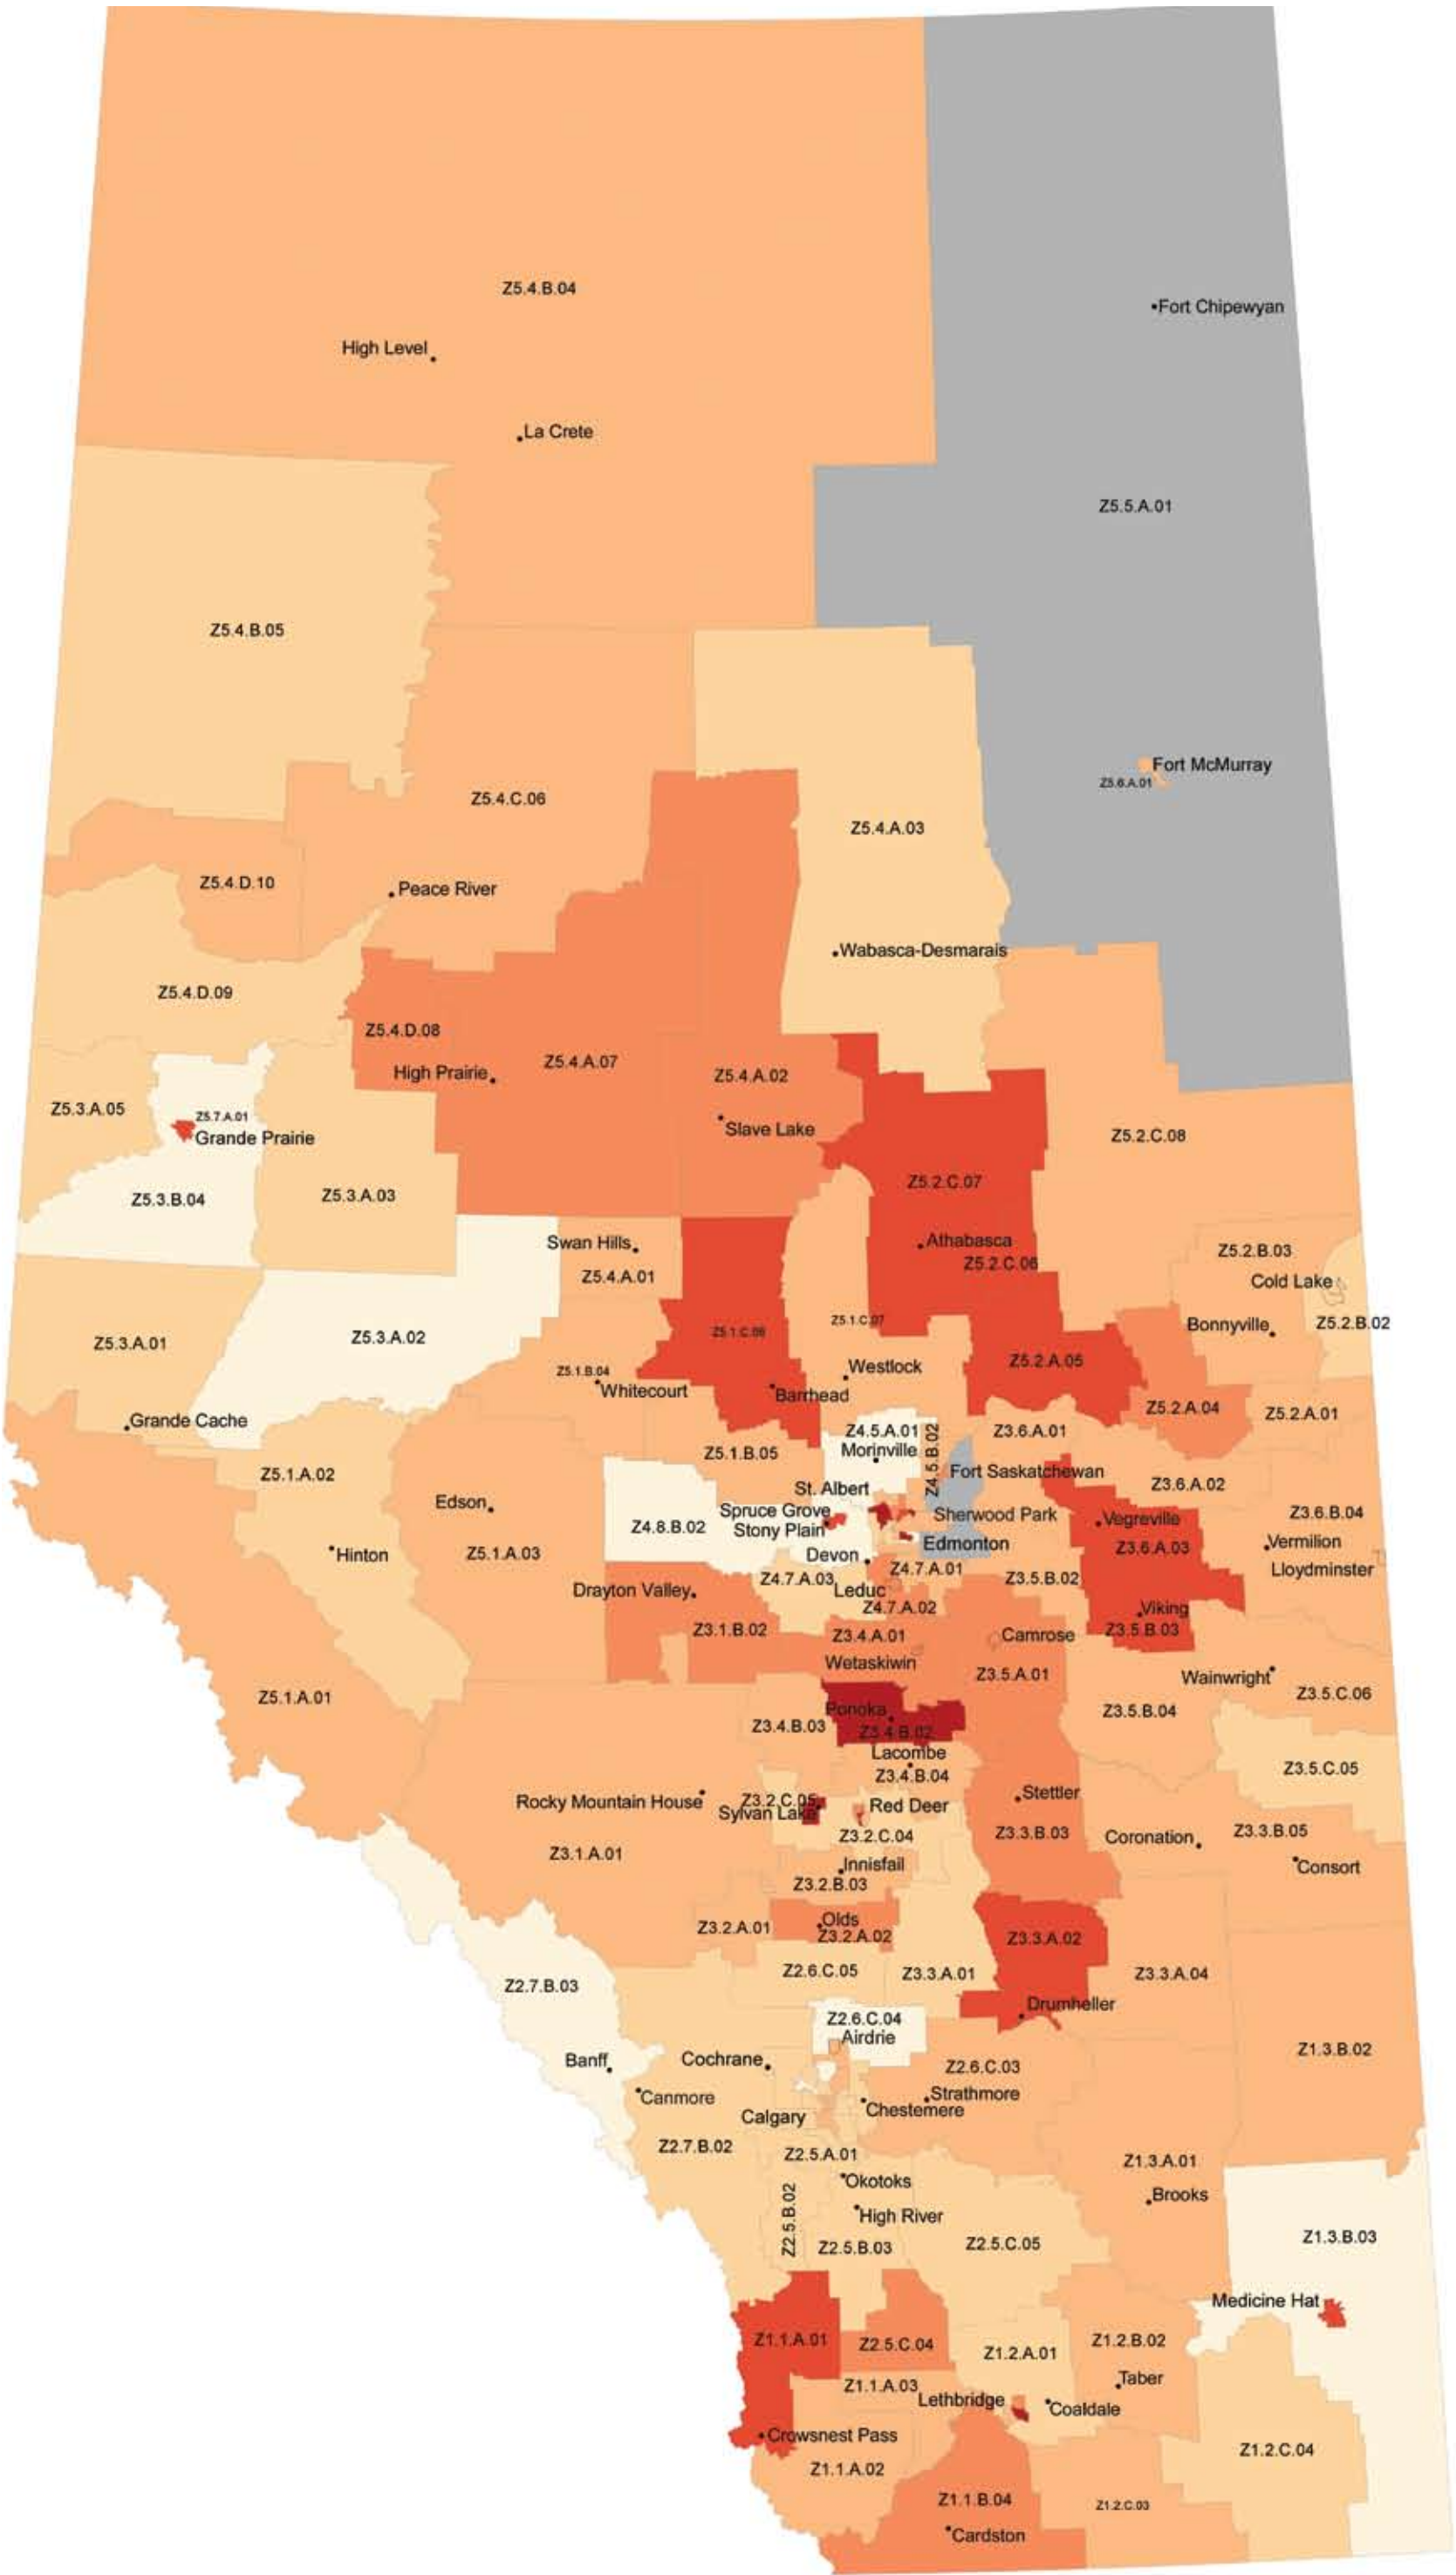 Z5.4.B.04
Fort Chipewyan
High Level
La Crete
Z5.5.A.01
Z5.4.B.05
Fort McMurray
Z5.6.A.01
Z5.4.C.06
Z5.4.A.03
Z5.4.D.10
Peace River
Wabasca-Desmarais
Z5.4.D.09
Z5.4.D.08
Z5.4.A.07
High Prairie
Z5.4.A.02
Z5.3.A.05
Z5.7.A.01
Slave Lake
Grande Prairie
Z5.2.C.08
Z5.2.C.07
Z5.3.B.04
Z5.3.A.03
Swan Hills
Athabasca
Z5.2.C.06
Z5.2.B.03
Z5.4.A.01
Cold Lake
Z5.1.C.07
Bonnyville
Z5.2.B.02
Z5.3.A.01
Z5.3.A.02
Z5.1.B.04
Westlock
Z5.2.A.05
Whitecourt
Barrhead
Z5.2.A.04
Z5.2.A.01
Grande Cache
Z4.5.A.01
Z3.6.A.01
Morinville
Z5.1.B.05
Z4.5.B.02
Z5.1.A.02
Fort Saskatchewan
Z3.6.A.02
St. Albert
Edson
Spruce Grove
Sherwood Park
Vegreville
Z3.6.B.04
Z4.8.B.02
Stony Plain
Edmonton
Vermilion
Z3.6.A.03
Hinton
Z5.1.A.03
Devon
Lloydminster
Z4.7.A.01
Z4.7.A.03
Z3.5.B.02
Drayton Valley
Leduc
Z4.7.A.02
Viking
Z3.1.B.02
Z3.4.A.01
Camrose
Z3.5.B.03
Wetaskiwin
Z3.5.A.01
Wainwright
Z5.1.A.01
Z3.5.C.06
Ponoka
Z3.5.B.04
Z3.4.B.03
Z3.4.B.02
Lacombe
Z3.4.B.04
Z3.5.C.05
Stettler
Rocky Mountain House
Z3.2.C.05
Red Deer
Sylvan Lake
Z3.3.B.03
Z3.3.B.05
Z3.2.C.04
Coronation
Z3.1.A.01
Innisfail
Consort
Z3.2.B.03
Z3.2.A.01
Olds
Z3.2.A.02
Z3.3.A.02
Z2.6.C.05
Z3.3.A.01
Z3.3.A.04
Z2.7.B.03
Drumheller
Z2.6.C.04
Airdrie
Z1.3.B.02
Banff
Cochrane
Z2.6.C.03
Canmore
Strathmore
Chestemere
Calgary
Z2.7.B.02
Z2.5.A.01
Z1.3.A.01
Okotoks
Brooks
Z2.5.B.02
High River
Z1.3.B.03
Z2.5.B.03
Z2.5.C.05
Medicine Hat
Z1.1.A.01
Z2.5.C.04
Z1.2.B.02
Z1.2.A.01
Taber
Z1.1.A.03
Lethbridge
Coaldale
Crowsnest Pass
Z1.2.C.04
Z1.1.A.02
Z1.1.B.04
Z1.2.C.03
Cardston